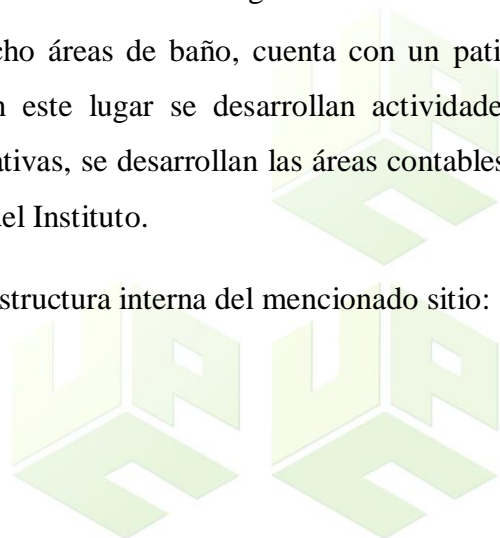 cho áreas de baño, cuenta con un pati
este lugar se desarrollan actividade
ativas, se desarrollan las áreas contables
del Instituto.
structura interna del mencionado sitio: